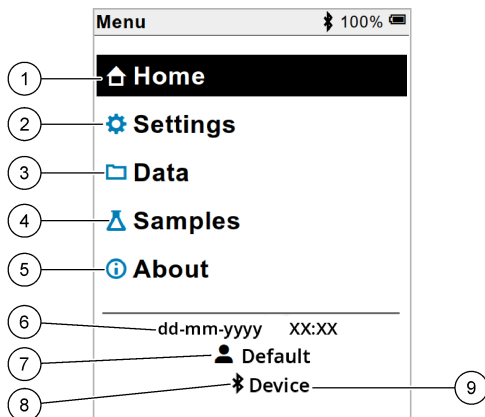 Menu 100%
1 Home
2 Settings
3 Data
4 Samples
5 About
6 dd-mm-yyyy XX:XX
7 Default
8 Device 9